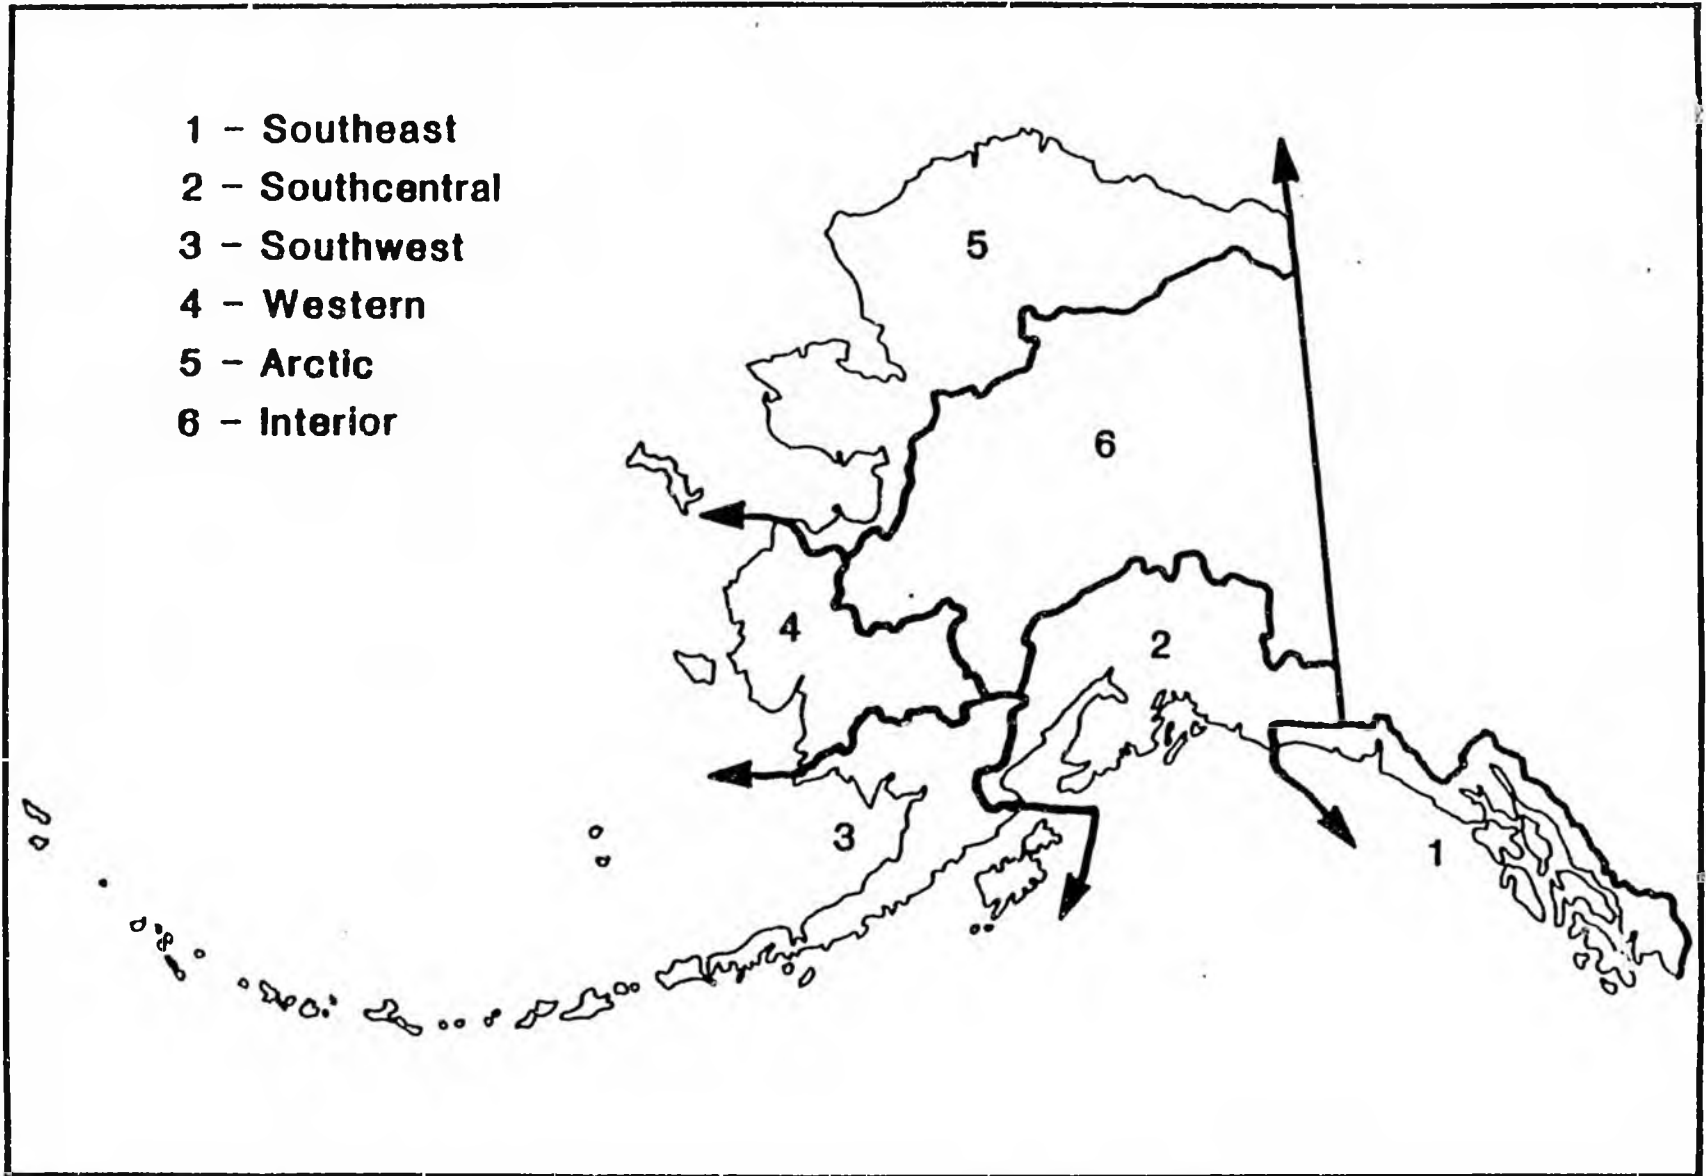 1 - Southeast
2 - Southcentral
3 - Southwest
4 - Western
5 - Arctic
6 - Interior
5
6
4
2
3
1